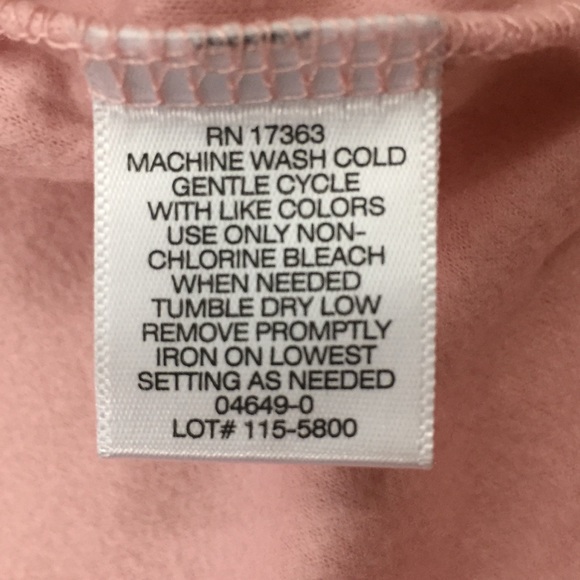 RN 17363
MACHINE WASH COLD
GENTLE CYCLE
WITH LIKE COLORS
USE ONLY NON-
CHLORINE BLEACH
WHEN NEEDED
TUMBLE DRY LOW
REMOVE PROMPTLY
IRON ON LOWEST
SETTING AS NEEDED
04649-0
LOT# 115-5800